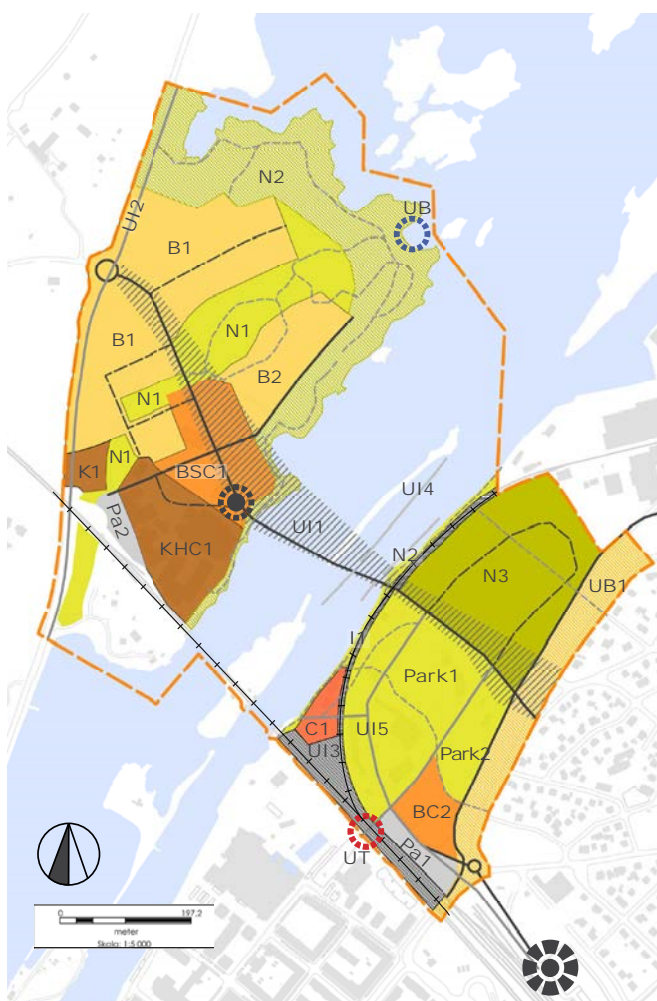 N2
UB
UI2
B1
N1
B1
B2
N1
N1
K1
BSC1
Pa2
UI1
UI4
KHC1
N2
N3
UB1
I1
Park1
C1
UI5
UI3
Park2
BC2
UT
Pa1
0 197,2
meter
Skala: 1:5 000